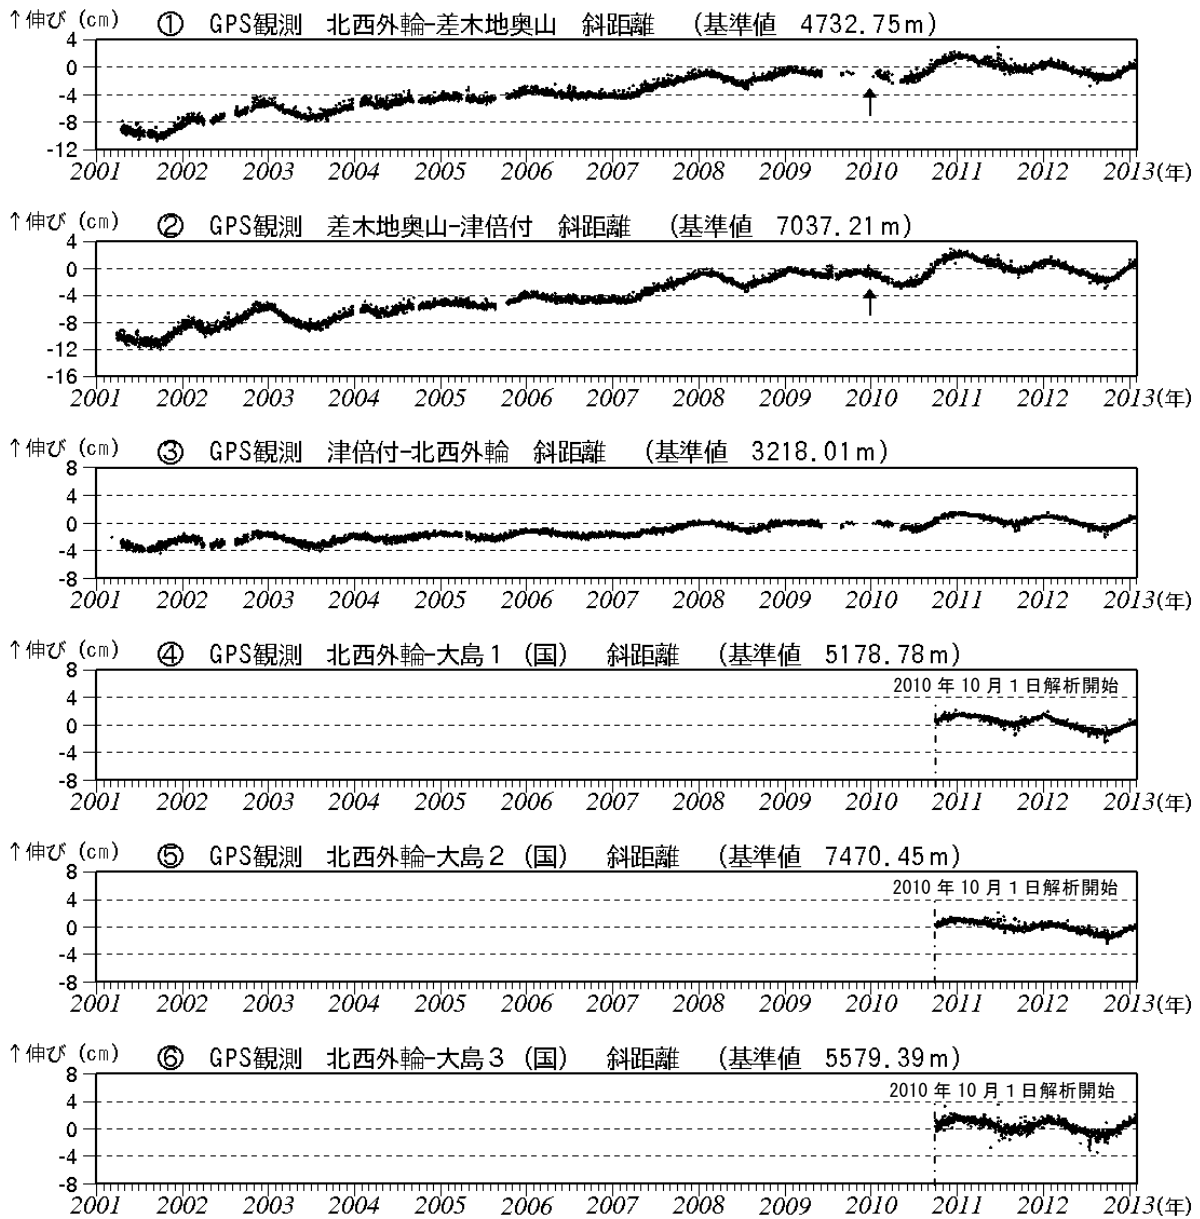 ↑伸び (cm) ① GPS観測 北西外輪-差木地奥山 斜距離 (基準値 4732.75m)
4
0
-4
-8
-12
2001 2002 2003 2004 2005 2006 2007 2008 2009 2010 2011 2012 2013(年)
↑伸び (cm) ② GPS観測 差木地奥山-津倍付 斜距離 (基準値 7037.21m)
4
0
-4
-8
-12
-16
2001 2002 2003 2004 2005 2006 2007 2008 2009 2010 2011 2012 2013(年)
↑伸び (cm) ③ GPS観測 津倍付-北西外輪 斜距離 (基準値 3218.01m)
8
4
0
-4
-8
2001 2002 2003 2004 2005 2006 2007 2008 2009 2010 2011 2012 2013(年)
↑伸び (cm) ④ GPS観測 北西外輪-大島1 (国) 斜距離 (基準値 5178.78m)
8
2010 年 10 月 1 日解析開始
4
0
-4
-8
2001 2002 2003 2004 2005 2006 2007 2008 2009 2010 2011 2012 2013(年)
↑伸び (cm) ⑤ GPS観測 北西外輪-大島2 (国) 斜距離 (基準値 7470.45m)
8
2010 年 10 月 1 日解析開始
4
0
-4
-8
2001 2002 2003 2004 2005 2006 2007 2008 2009 2010 2011 2012 2013(年)
↑伸び (cm) ⑥ GPS観測 北西外輪-大島3 (国) 斜距離 (基準値 5579.39m)
8
2010 年 10 月 1 日解析開始
4
0
-4
-8
2001 2002 2003 2004 2005 2006 2007 2008 2009 2010 2011 2012 2013(年)